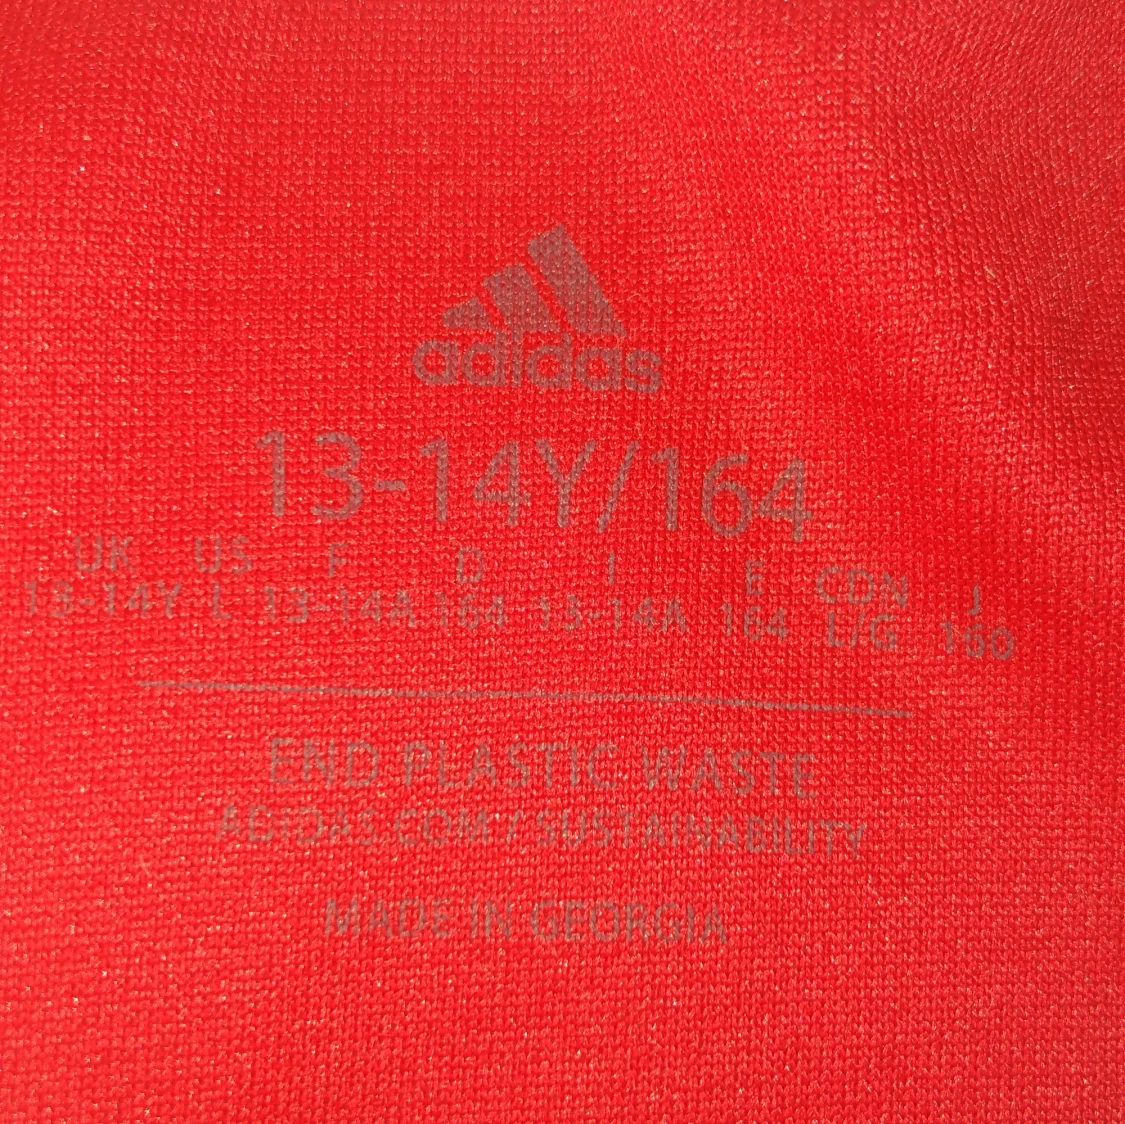 adidas
13-14Y/164
UK US F D I E CDN J
13-14Y L 13-14A 164 13-14A 164 L/G 160
END PLASTIC WASTE
ADIDAS.COM / SUSTAINABILITY
MADE IN GEORGIA